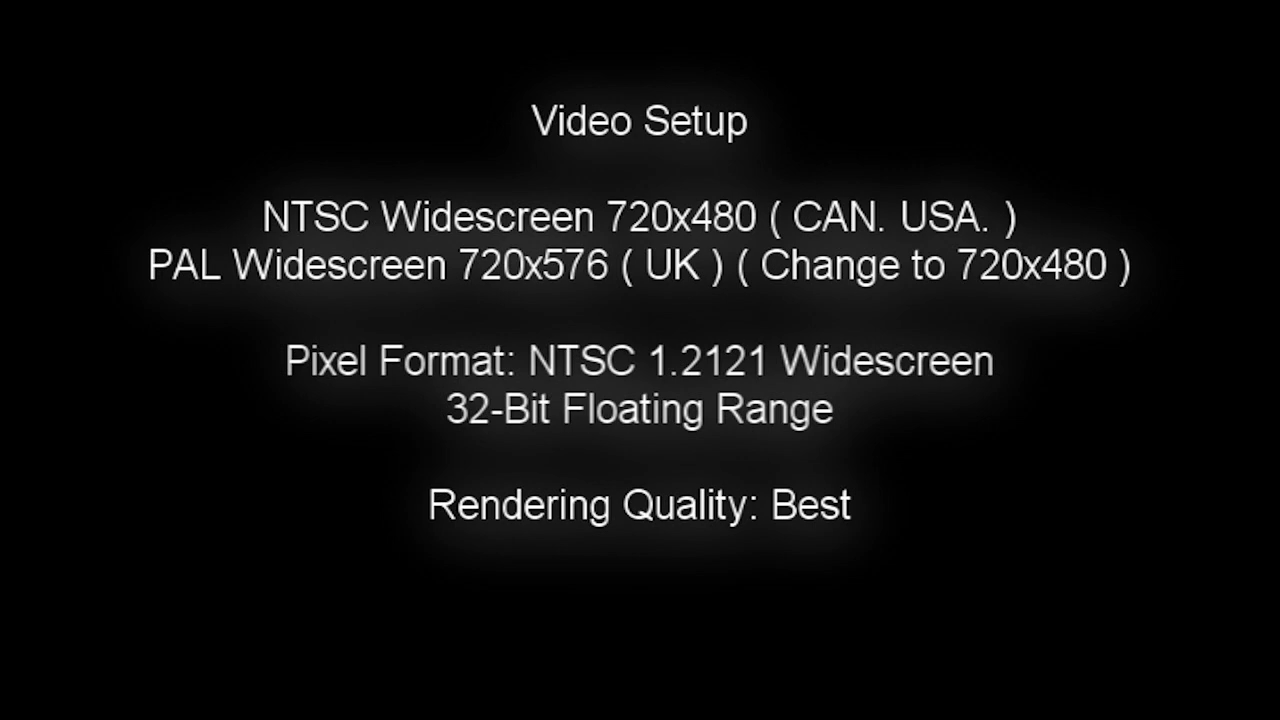 Video Setup
NTSC Widescreen 720x480 ( CAN. USA. )
PAL Widescreen 720x576 ( UK ) ( Change to 720x480 )
Pixel Format: NTSC 1.2121 Widescreen
32-Bit Floating Range
Rendering Quality: Best